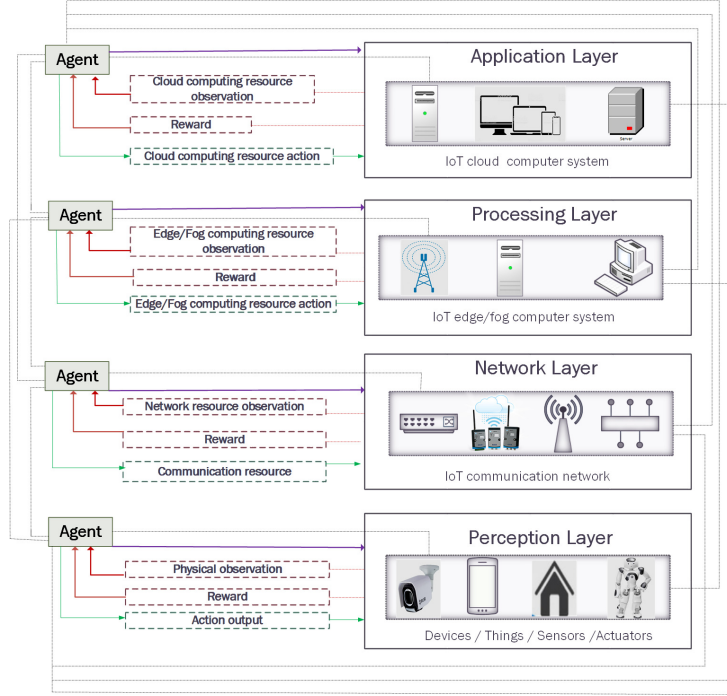 Agent
Application Layer
Cloud computing resource
observation
Reward
Cloud computing resource action
Server
IoT cloud computer system
Agent
Processing Layer
Edge/Fog computing resource
observation
Reward
Edge/Fog computing resource action
IoT edge/fog computer system
Agent
Network Layer
Network resource observation
Reward
Communication resource
IoT communication network
Agent
Perception Layer
Physical observation
Reward
Action output
Devices / Things / Sensors /Actuators